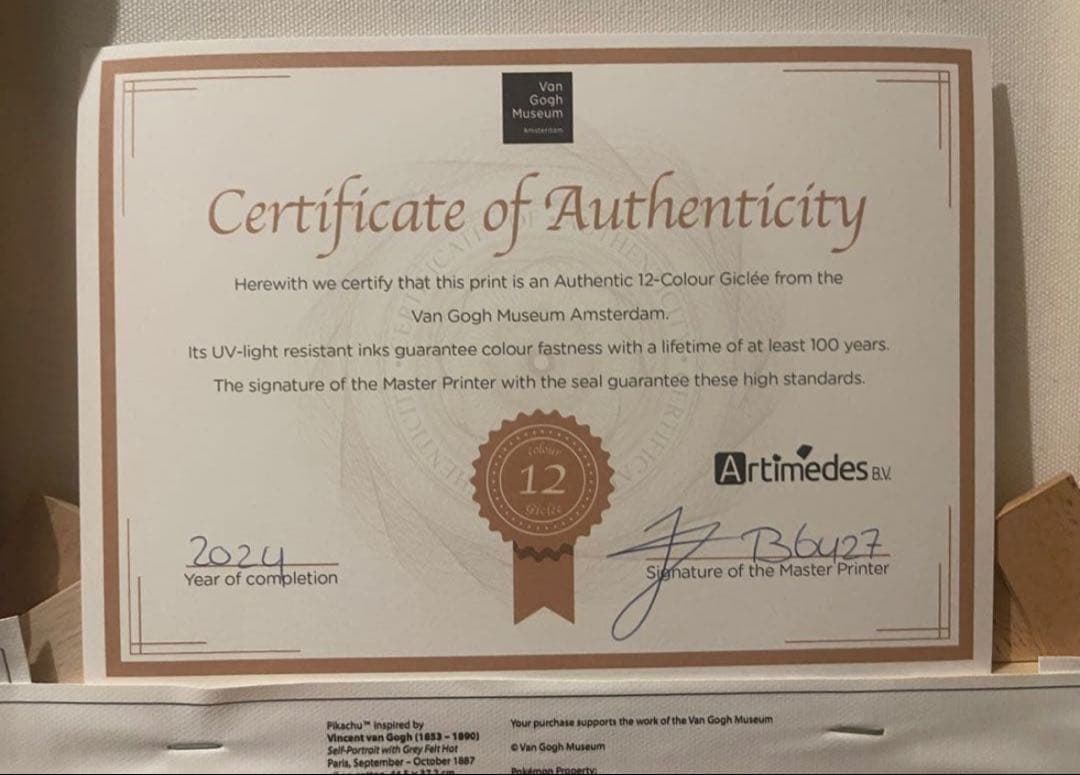 Van
Gogh
Museum
Amsterdam
Certificate of Authenticity
Herewith we certify that this print is an Authentic 12-Colour Giclée from the
Van Gogh Museum Amsterdam.
Its UV-light resistant inks guarantee colour fastness with a lifetime of at least 100 years.
The signature of the Master Printer with the seal guarantee these high standards.
colour
12
Giclée
Artimedes B.V.
2024
Year of completion
B6427
Signature of the Master Printer
Pikachu™ inspired by
Vincent van Gogh (1853 – 1890)
Self-Portrait with Grey Felt Hat
Paris, September – October 1887
Your purchase supports the work of the Van Gogh Museum
© Van Gogh Museum
Pokémon Property: